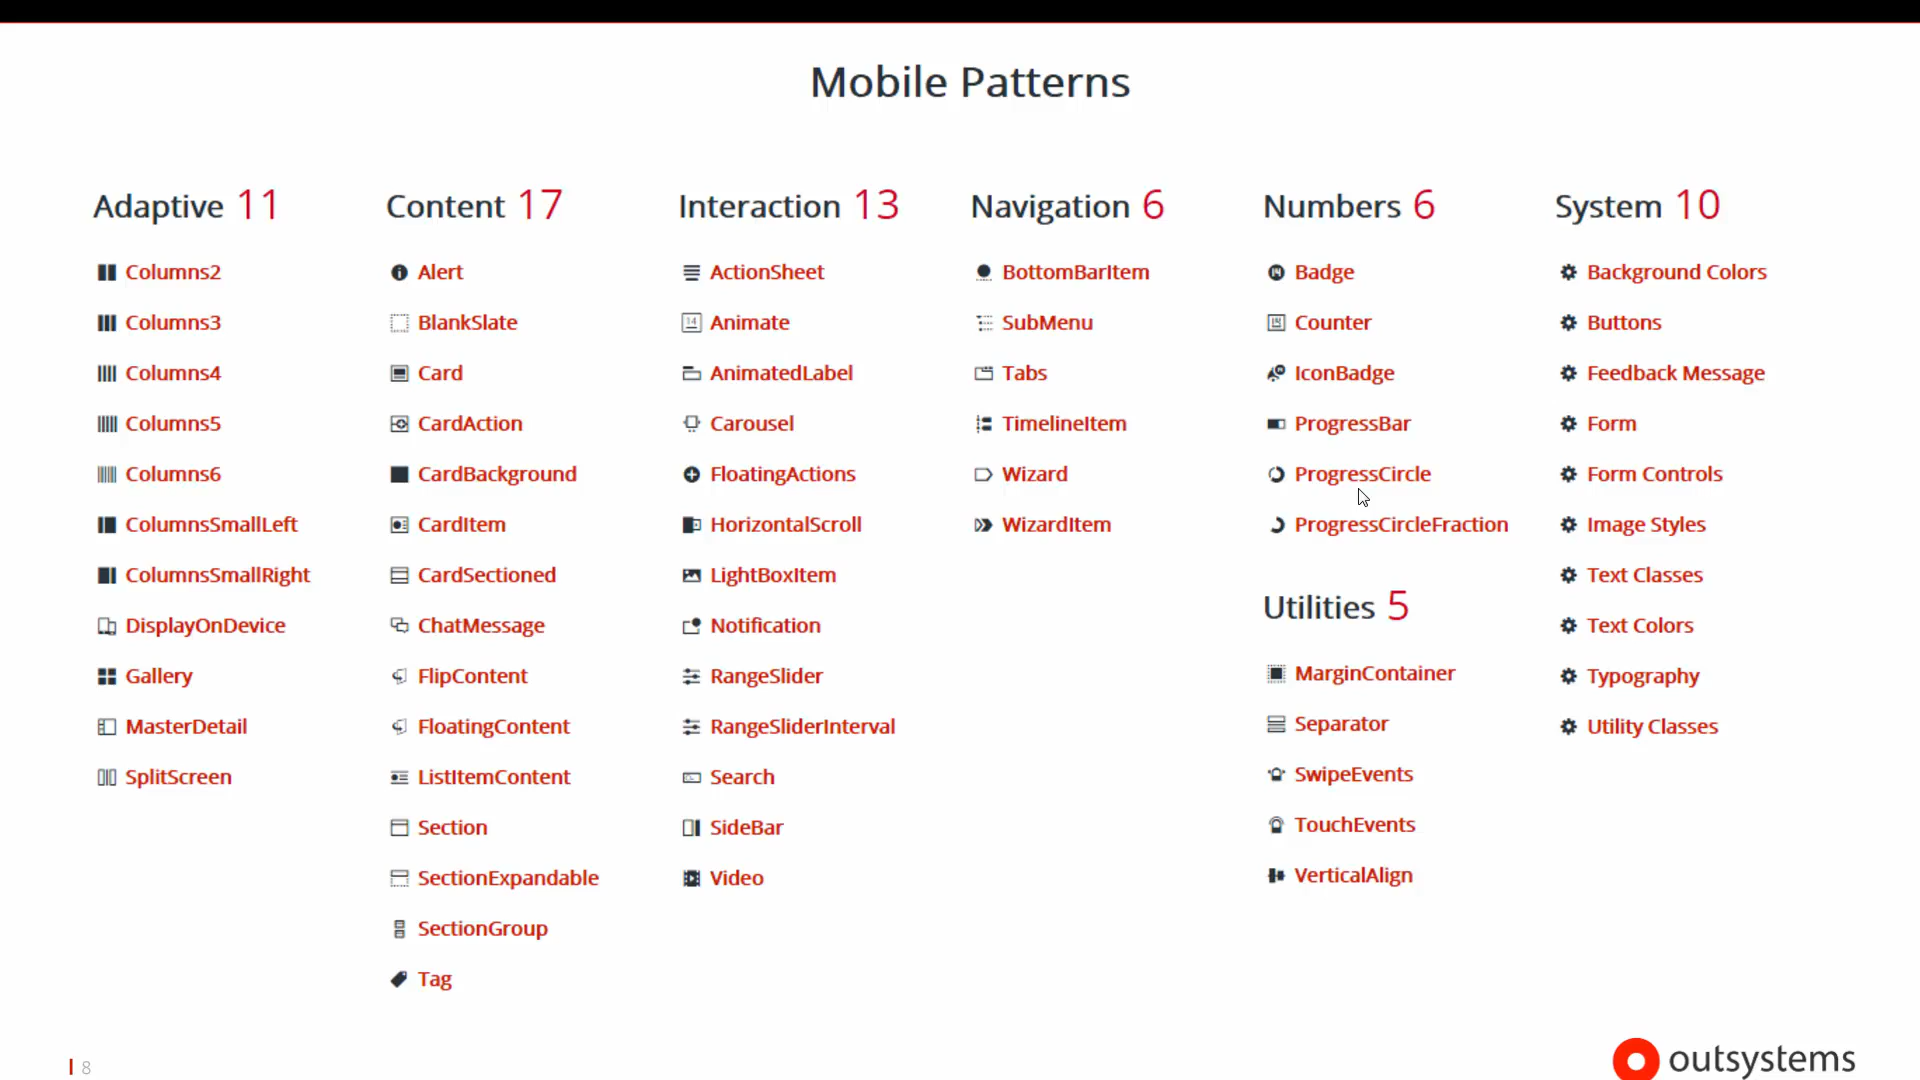 Mobile Patterns
Adaptive 11
Columns2
Columns3
Columns4
Columns5
Columns6
ColumnsSmallLeft
ColumnsSmallRight
DisplayOnDevice
Gallery
MasterDetail
SplitScreen
Content 17
Alert
BlankSlate
Card
CardAction
CardBackground
CardItem
CardSectioned
ChatMessage
FlipContent
FloatingContent
ListItemContent
Section
SectionExpandable
SectionGroup
Tag
Interaction 13
ActionSheet
Animate
AnimatedLabel
Carousel
FloatingActions
HorizontalScroll
LightBoxItem
Notification
RangeSlider
RangeSliderInterval
Search
SideBar
Video
Navigation 6
BottomBarItem
SubMenu
Tabs
TimelineItem
Wizard
WizardItem
Numbers 6
Badge
Counter
IconBadge
ProgressBar
ProgressCircle
ProgressCircleFraction
Utilities 5
MarginContainer
Separator
SwipeEvents
TouchEvents
VerticalAlign
System 10
Background Colors
Buttons
Feedback Message
Form
Form Controls
Image Styles
Text Classes
Text Colors
Typography
Utility Classes
8
outsystems